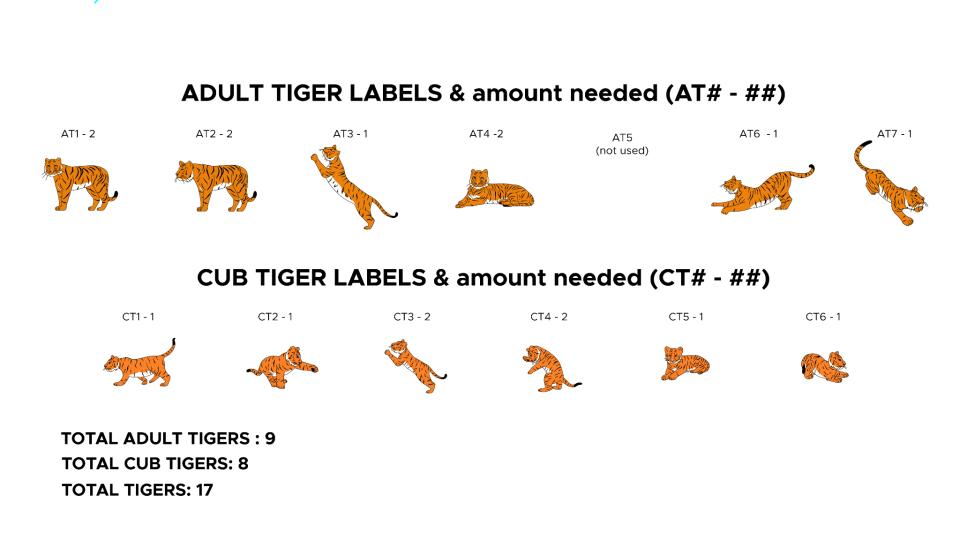 ADULT TIGER LABELS & amount needed (AT# - ##)
AT1 - 2
AT2 - 2
AT3 - 1
AT4 -2
AT5
(not used)
AT6 - 1
AT7 - 1
CUB TIGER LABELS & amount needed (CT# - ##)
CT1 - 1
CT2 - 1
CT3 - 2
CT4 - 2
CT5 - 1
CT6 - 1
TOTAL ADULT TIGERS : 9
TOTAL CUB TIGERS: 8
TOTAL TIGERS: 17